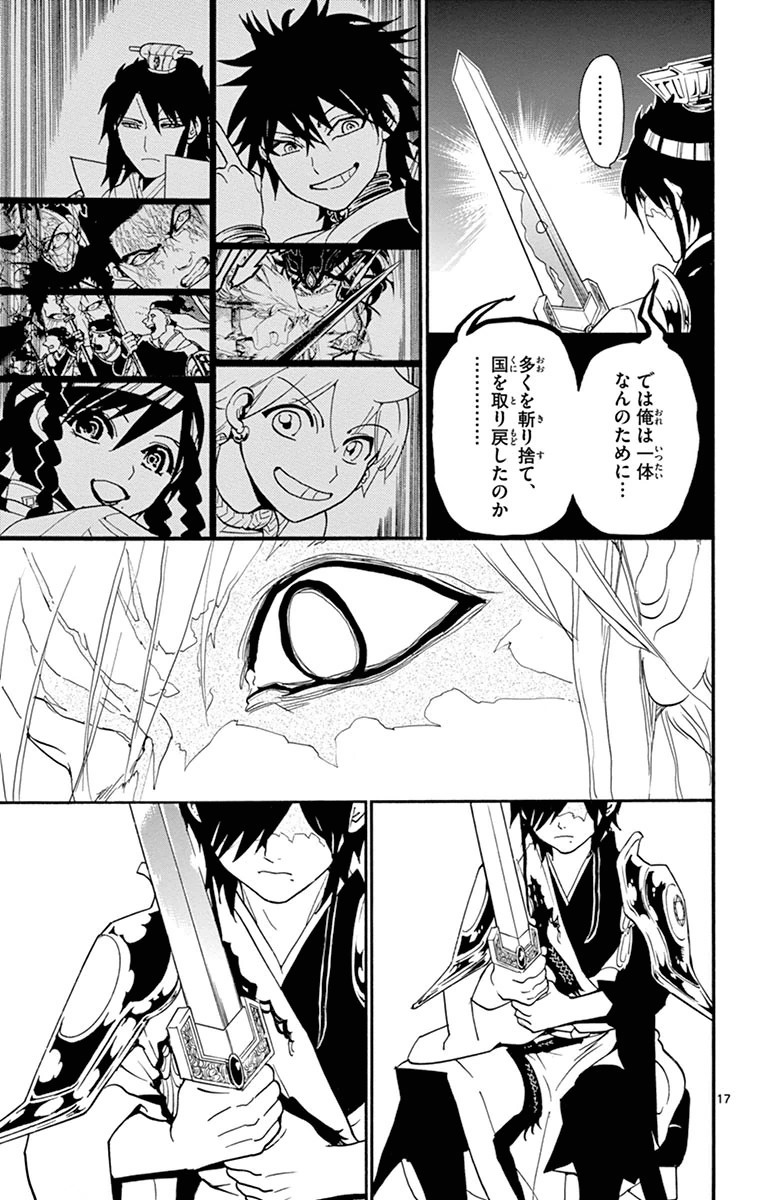 ………
では俺は一体
なんのために…
多くを斬り捨て、
国を取り戻したのか
…………
17